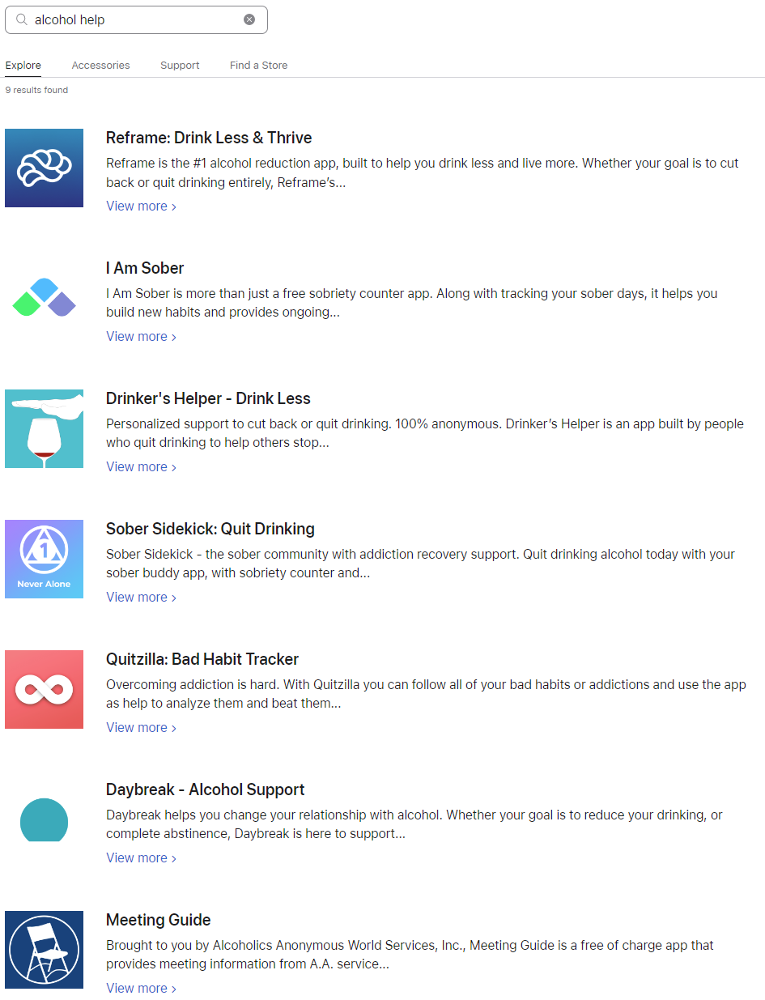 alcohol help
Explore Accessories Support Find a Store
9 results found
Reframe: Drink Less & Thrive
Reframe is the #1 alcohol reduction app, built to help you drink less and live more. Whether your goal is to cut
back or quit drinking entirely, Reframe’s...
View more >
I Am Sober
I Am Sober is more than just a free sobriety counter app. Along with tracking your sober days, it helps you
build new habits and provides ongoing...
View more >
Drinker's Helper - Drink Less
Personalized support to cut back or quit drinking. 100% anonymous. Drinker’s Helper is an app built by people
who quit drinking to help others stop...
View more >
1
Never Alone
Sober Sidekick: Quit Drinking
Sober Sidekick - the sober community with addiction recovery support. Quit drinking alcohol today with your
sober buddy app, with sobriety counter and...
View more >
Quitzilla: Bad Habit Tracker
Overcoming addiction is hard. With Quitzilla you can follow all of your bad habits or addictions and use the app
as help to analyze them and beat them...
View more >
Daybreak - Alcohol Support
Daybreak helps you change your relationship with alcohol. Whether your goal is to reduce your drinking, or
complete abstinence, Daybreak is here to support...
View more >
Meeting Guide
Brought to you by Alcoholics Anonymous World Services, Inc., Meeting Guide is a free of charge app that
provides meeting information from A.A. service...
View more >